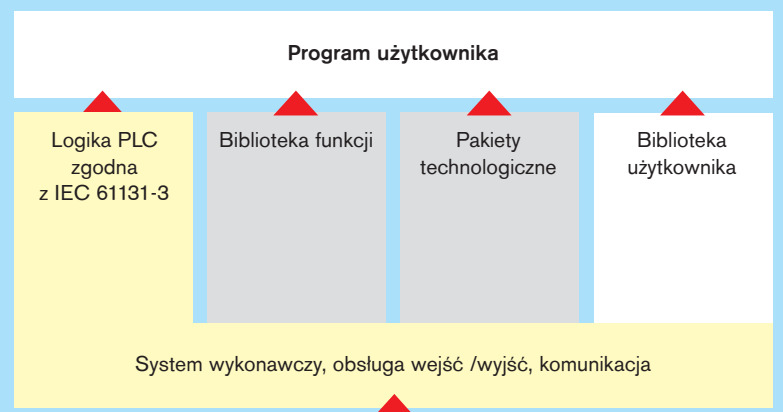 Program użytkownika
Logika PLC
zgodna
z IEC 61131-3
Biblioteka funkcji
Pakiety
technologiczne
Biblioteka
użytkownika
System wykonawczy, obsługa wejść /wyjść, komunikacja